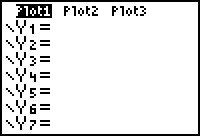 Plot1 Plot2 Plot3
\Y1=
\Y2=
\Y3=
\Y4=
\Y5=
\Y6=
\Y7=